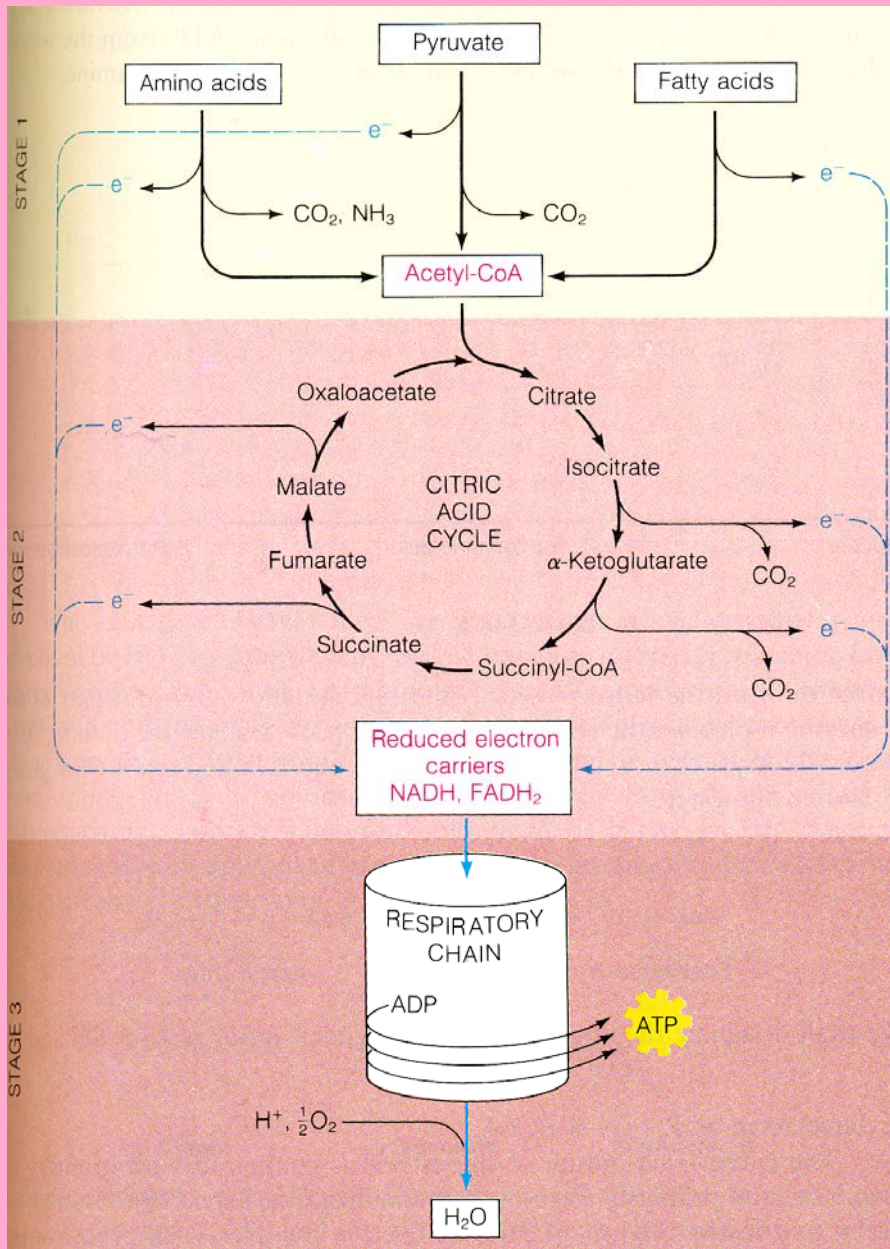 Pyruvate
Amino acids
Fatty acids
STAGE 1
e⁻
e⁻
e⁻
CO₂, NH₃
CO₂
Acetyl-CoA
STAGE 2
Oxaloacetate
Citrate
e⁻
Isocitrate
Malate
CITRIC
ACID
CYCLE
e⁻
Fumarate
α-Ketoglutarate
CO₂
e⁻
e⁻
Succinate
Succinyl-CoA
CO₂
Reduced electron
carriers
NADH, FADH₂
STAGE 3
RESPIRATORY
CHAIN
ADP
ATP
H⁺, ½O₂
H₂O